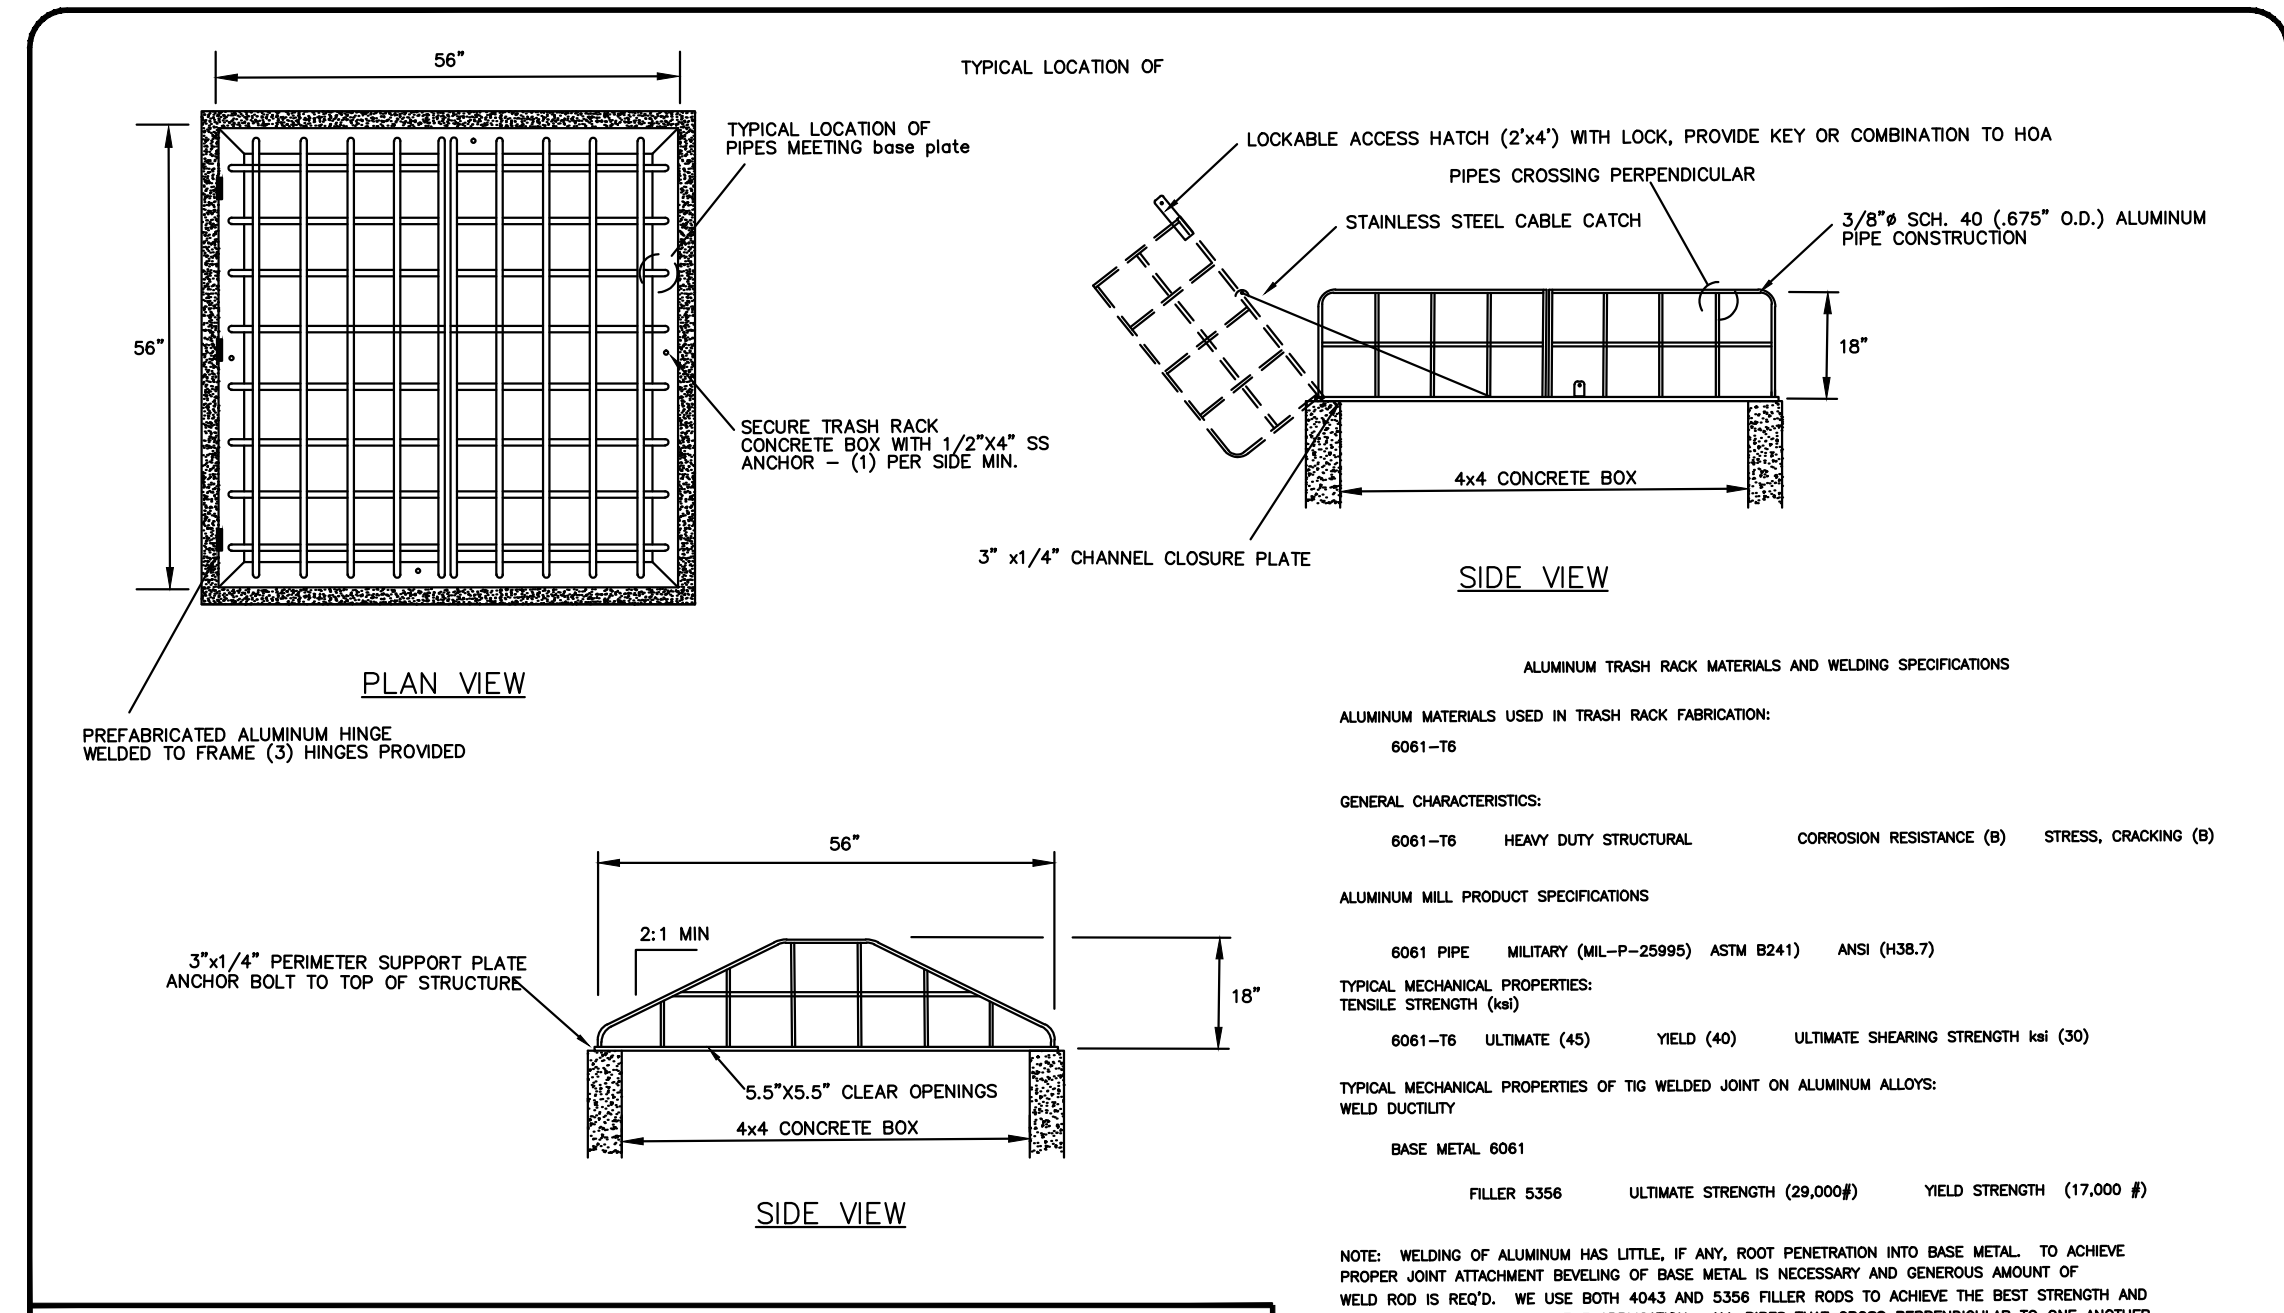 56”
TYPICAL LOCATION OF
TYPICAL LOCATION OF
PIPES MEETING base plate
56”
SECURE TRASH RACK
CONCRETE BOX WITH 1/2”X4” SS
ANCHOR – (1) PER SIDE MIN.
PLAN VIEW
PREFABRICATED ALUMINUM HINGE
WELDED TO FRAME (3) HINGES PROVIDED
LOCKABLE ACCESS HATCH (2'x4') WITH LOCK, PROVIDE KEY OR COMBINATION TO HOA
PIPES CROSSING PERPENDICULAR
STAINLESS STEEL CABLE CATCH
3/8”ø SCH. 40 (.675” O.D.) ALUMINUM
PIPE CONSTRUCTION
18”
4x4 CONCRETE BOX
3” x1/4” CHANNEL CLOSURE PLATE
SIDE VIEW
56”
2:1 MIN
3”x1/4” PERIMETER SUPPORT PLATE
ANCHOR BOLT TO TOP OF STRUCTURE
18”
5.5”X5.5” CLEAR OPENINGS
4x4 CONCRETE BOX
SIDE VIEW
ALUMINUM TRASH RACK MATERIALS AND WELDING SPECIFICATIONS
ALUMINUM MATERIALS USED IN TRASH RACK FABRICATION:
6061–T6
GENERAL CHARACTERISTICS:
6061–T6 HEAVY DUTY STRUCTURAL CORROSION RESISTANCE (B) STRESS, CRACKING (B)
ALUMINUM MILL PRODUCT SPECIFICATIONS
6061 PIPE MILITARY (MIL–P–25995) ASTM B241) ANSI (H38.7)
TYPICAL MECHANICAL PROPERTIES:
TENSILE STRENGTH (ksi)
6061–T6 ULTIMATE (45) YIELD (40) ULTIMATE SHEARING STRENGTH ksi (30)
TYPICAL MECHANICAL PROPERTIES OF TIG WELDED JOINT ON ALUMINUM ALLOYS:
WELD DUCTILITY
BASE METAL 6061
FILLER 5356 ULTIMATE STRENGTH (29,000#) YIELD STRENGTH (17,000 #)
NOTE: WELDING OF ALUMINUM HAS LITTLE, IF ANY, ROOT PENETRATION INTO BASE METAL. TO ACHIEVE
PROPER JOINT ATTACHMENT BEVELING OF BASE METAL IS NECESSARY AND GENEROUS AMOUNT OF
WELD ROD IS REQ'D. WE USE BOTH 4043 AND 5356 FILLER RODS TO ACHIEVE THE BEST STRENGTH AND